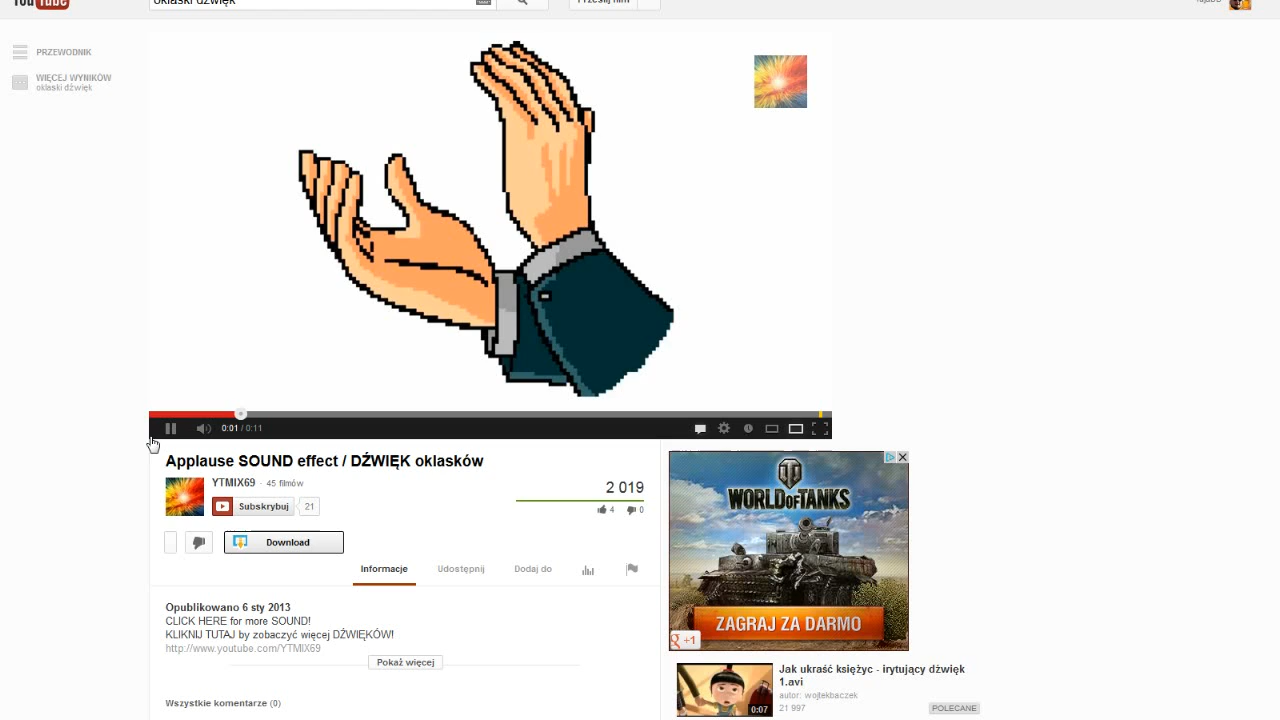 YouTube
oklaski dźwięk
PRZEWODNIK
WIĘCEJ WYNIKÓW
oklaski dźwięk
0:01 / 0:11
Applause SOUND effect / DŹWIĘK oklasków
YTMIX69 · 45 filmów
Subskrybuj 21
2 019
4 0
Download
Informacje Udostępnij Dodaj do
Opublikowano 6 sty 2013
CLICK HERE for more SOUND!
KLIKNIJ TUTAJ by zobaczyć więcej DŹWIĘKÓW!
http://www.youtube.com/YTMIX69
Pokaż więcej
Wszystkie komentarze (0)
WORLD OF TANKS
ZAGRAJ ZA DARMO
g +1
Jak ukraść księżyc - irytujący dźwięk
1.avi
autor: wojtekbaczek
21 997
POLECANE
0:07